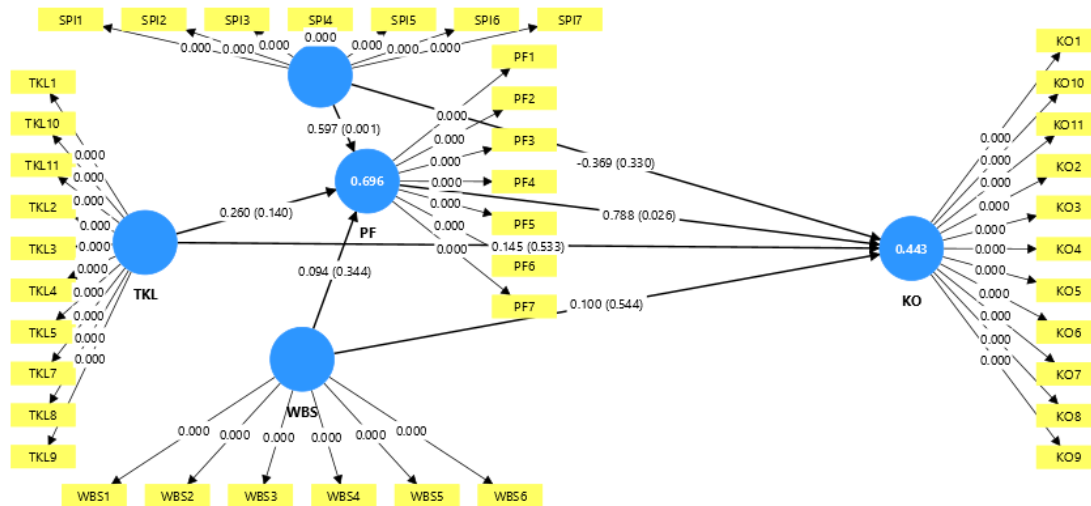 SPI1 SPI2 SPI3 SPI4 SPI5 SPI6 SPI7
0.000 0.000 0.000 0.000 0.000 0.000 0.000
TKL1
TKL10
TKL11
TKL2
TKL3
TKL4
TKL5
TKL7
TKL8
TKL9
0.000
0.000
0.000
0.000
0.000
0.000
0.000
0.000
0.000
0.000
TKL
0.597 (0.001)
0.260 (0.140)
0.094 (0.344)
0.696
PF
0.000
0.000
0.000
0.000
0.000
0.000
0.000
PF1
PF2
PF3
PF4
PF5
PF6
PF7
-0.369 (0.330)
0.788 (0.026)
0.145 (0.533)
0.100 (0.544)
WBS
0.000 0.000 0.000 0.000 0.000 0.000
WBS1 WBS2 WBS3 WBS4 WBS5 WBS6
0.443
KO
0.000
0.000
0.000
0.000
0.000
0.000
0.000
0.000
0.000
0.000
0.000
KO1
KO10
KO11
KO2
KO3
KO4
KO5
KO6
KO7
KO8
KO9